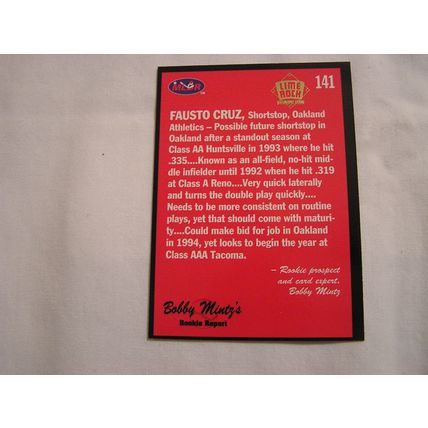 MLBR
LIME
ROCK
141
FAUSTO CRUZ, Shortstop, Oakland
Athletics – Possible future shortstop in
Oakland after a standout season at
Class AA Huntsville in 1993 where he hit
.335....Known as an all-field, no-hit mid-
dle infielder until 1992 when he hit .319
at Class A Reno....Very quick laterally
and turns the double play quickly....
Needs to be more consistent on routine
plays, yet that should come with maturi-
ty....Could make bid for job in Oakland
in 1994, yet looks to begin the year at
Class AAA Tacoma.
– Rookie prospect
and card expert,
Bobby Mintz
Bobby Mintz's
Rookie Report